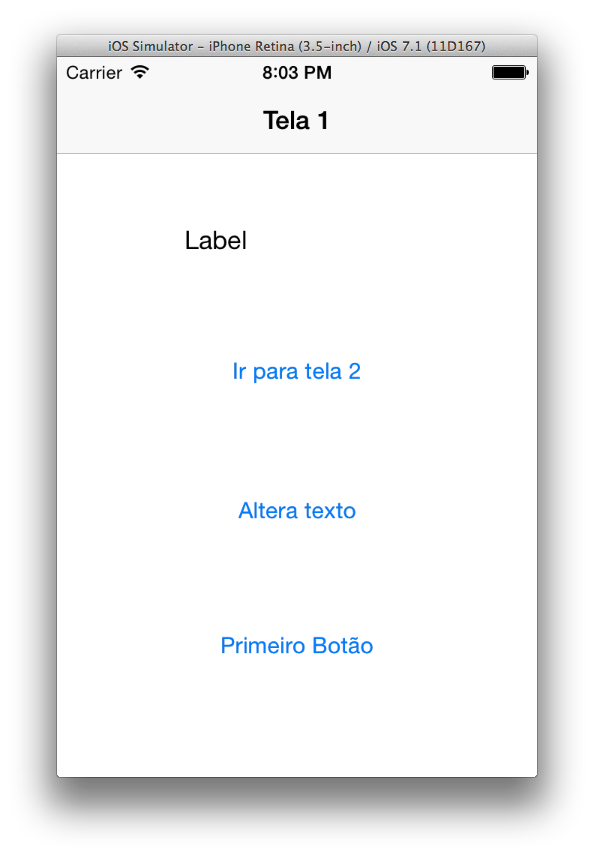 iOS Simulator - iPhone Retina (3.5-inch) / iOS 7.1 (11D167)
Carrier 8:03 PM
Tela 1
Label
Ir para tela 2
Altera texto
Primeiro Botão